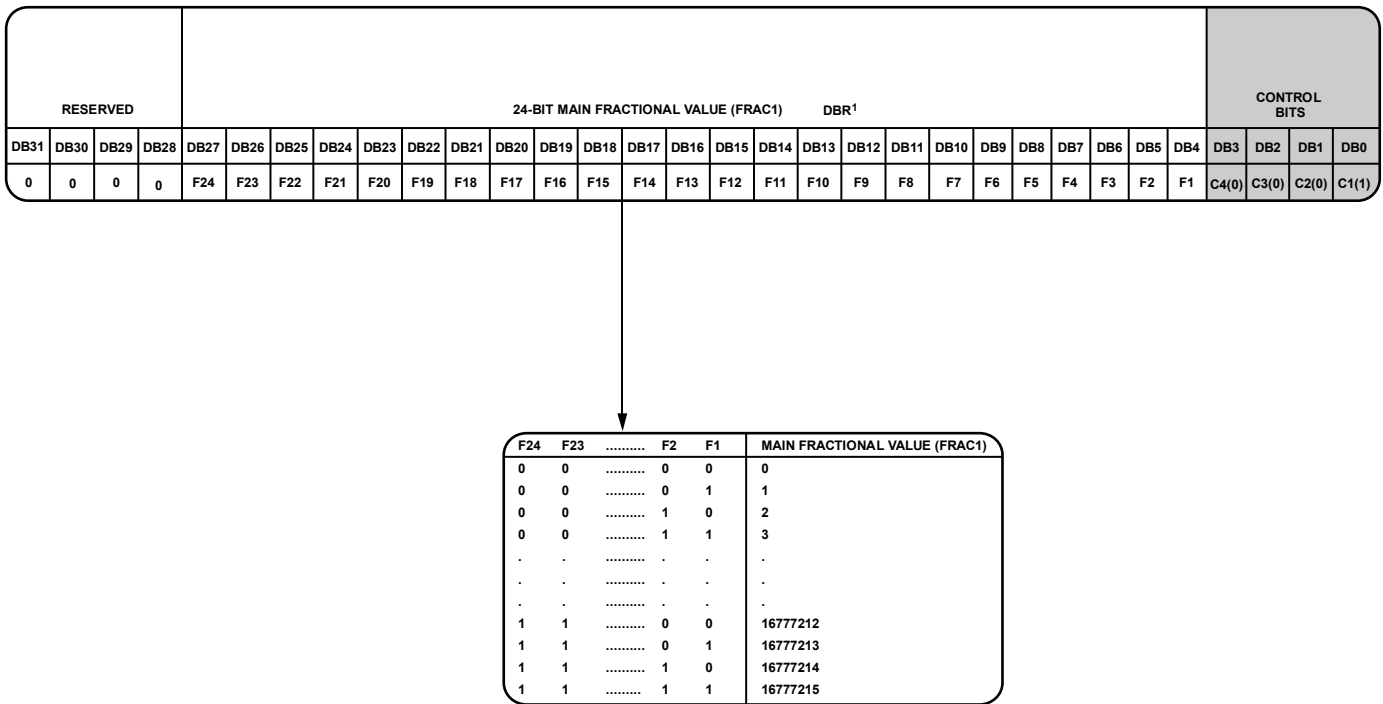 RESERVED 24-BIT MAIN FRACTIONAL VALUE (FRAC1) DBR1 CONTROL BITS
DB31 DB30 DB29 DB28 DB27 DB26 DB25 DB24 DB23 DB22 DB21 DB20 DB19 DB18 DB17 DB16 DB15 DB14 DB13 DB12 DB11 DB10 DB9 DB8 DB7 DB6 DB5 DB4 DB3 DB2 DB1 DB0
0 0 0 0 F24 F23 F22 F21 F20 F19 F18 F17 F16 F15 F14 F13 F12 F11 F10 F9 F8 F7 F6 F5 F4 F3 F2 F1 C4(0) C3(0) C2(0) C1(1)
F24 F23 .......... F2 F1 MAIN FRACTIONAL VALUE (FRAC1)
0 0 .......... 0 0 0
0 0 .......... 0 1 1
0 0 .......... 1 0 2
0 0 .......... 1 1 3
. . .......... . . .
. . .......... . . .
. . .......... . . .
1 1 .......... 0 0 16777212
1 1 .......... 0 1 16777213
1 1 .......... 1 0 16777214
1 1 ......... 1 1 16777215